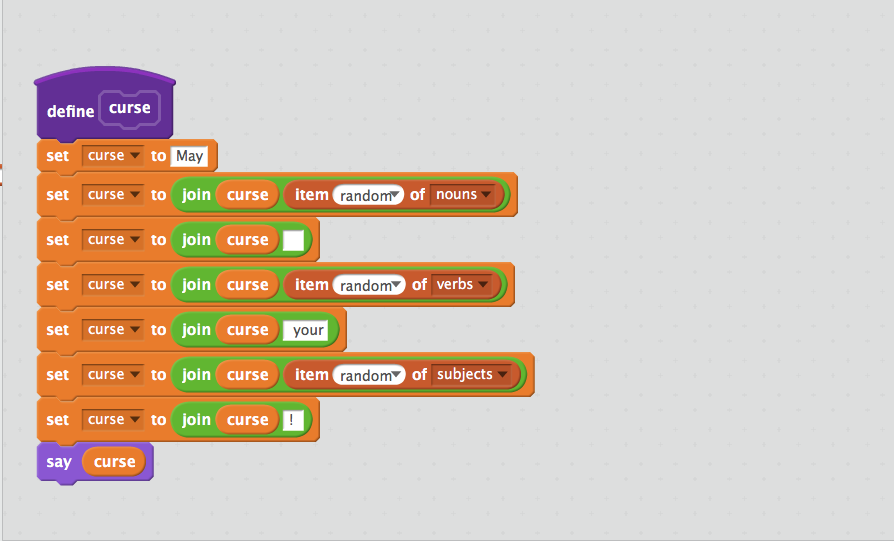 define curse
set curse to May
set curse to join curse item random of nouns
set curse to join curse
set curse to join curse item random of verbs
set curse to join curse your
set curse to join curse item random of subjects
set curse to join curse !
say curse